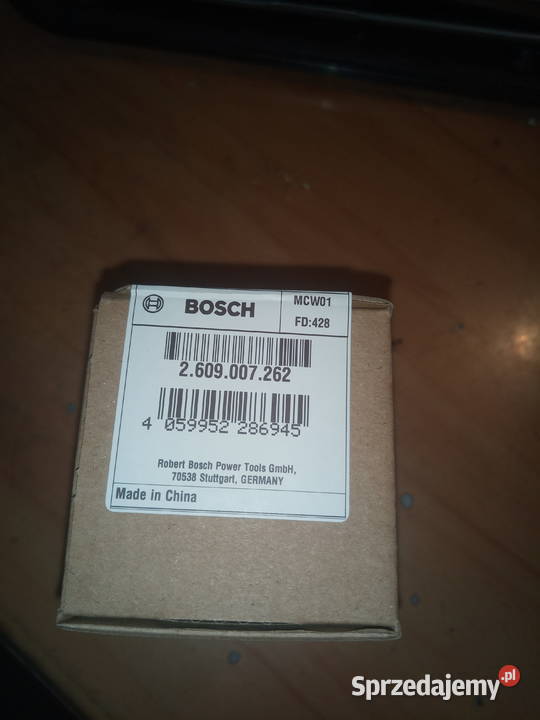 BOSCH
MCW01
FD:428
2.609.007.262
4 059952 286945
Robert Bosch Power Tools GmbH,
70538 Stuttgart, GERMANY
Made in China
Sprzedajemy.pl